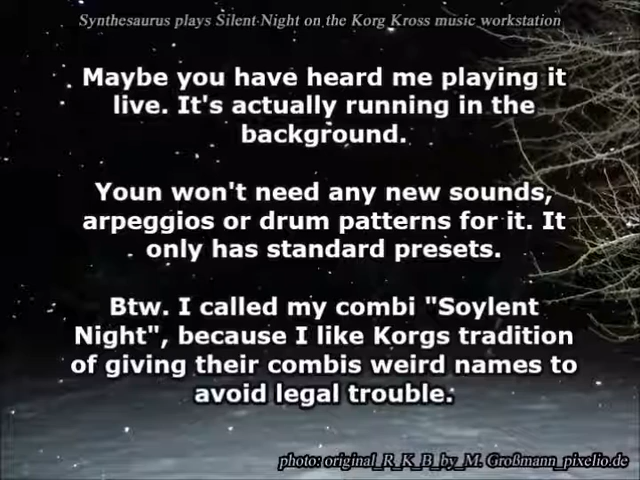 Synthesaurus plays Silent Night on the Korg Kross music workstation
Maybe you have heard me playing it
live. It's actually running in the
background.
Youn won't need any new sounds,
arpeggios or drum patterns for it. It
only has standard presets.
Btw. I called my combi "Soylent
Night", because I like Korgs tradition
of giving their combis weird names to
avoid legal trouble.
photo: original_R_K_B_by_M. Großmann_pixelio.de